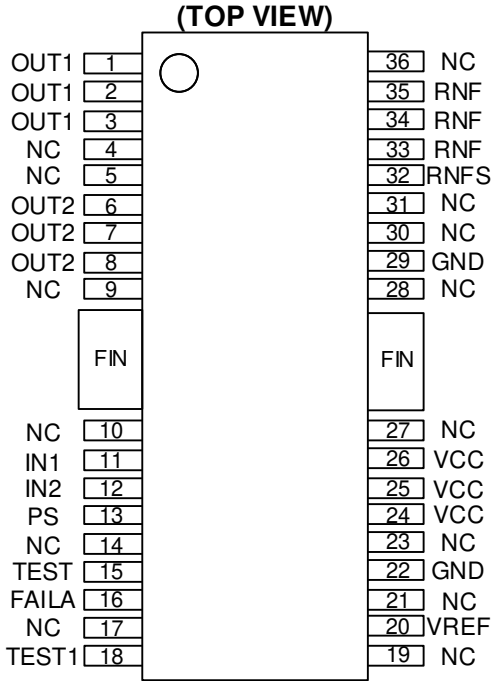 (TOP VIEW)
OUT1 1
OUT1 2
OUT1 3
NC 4
NC 5
OUT2 6
OUT2 7
OUT2 8
NC 9
FIN
NC 10
IN1 11
IN2 12
PS 13
NC 14
TEST 15
FAILA 16
NC 17
TEST1 18
36 NC
35 RNF
34 RNF
33 RNF
32 RNFS
31 NC
30 NC
29 GND
28 NC
FIN
27 NC
26 VCC
25 VCC
24 VCC
23 NC
22 GND
21 NC
20 VREF
19 NC